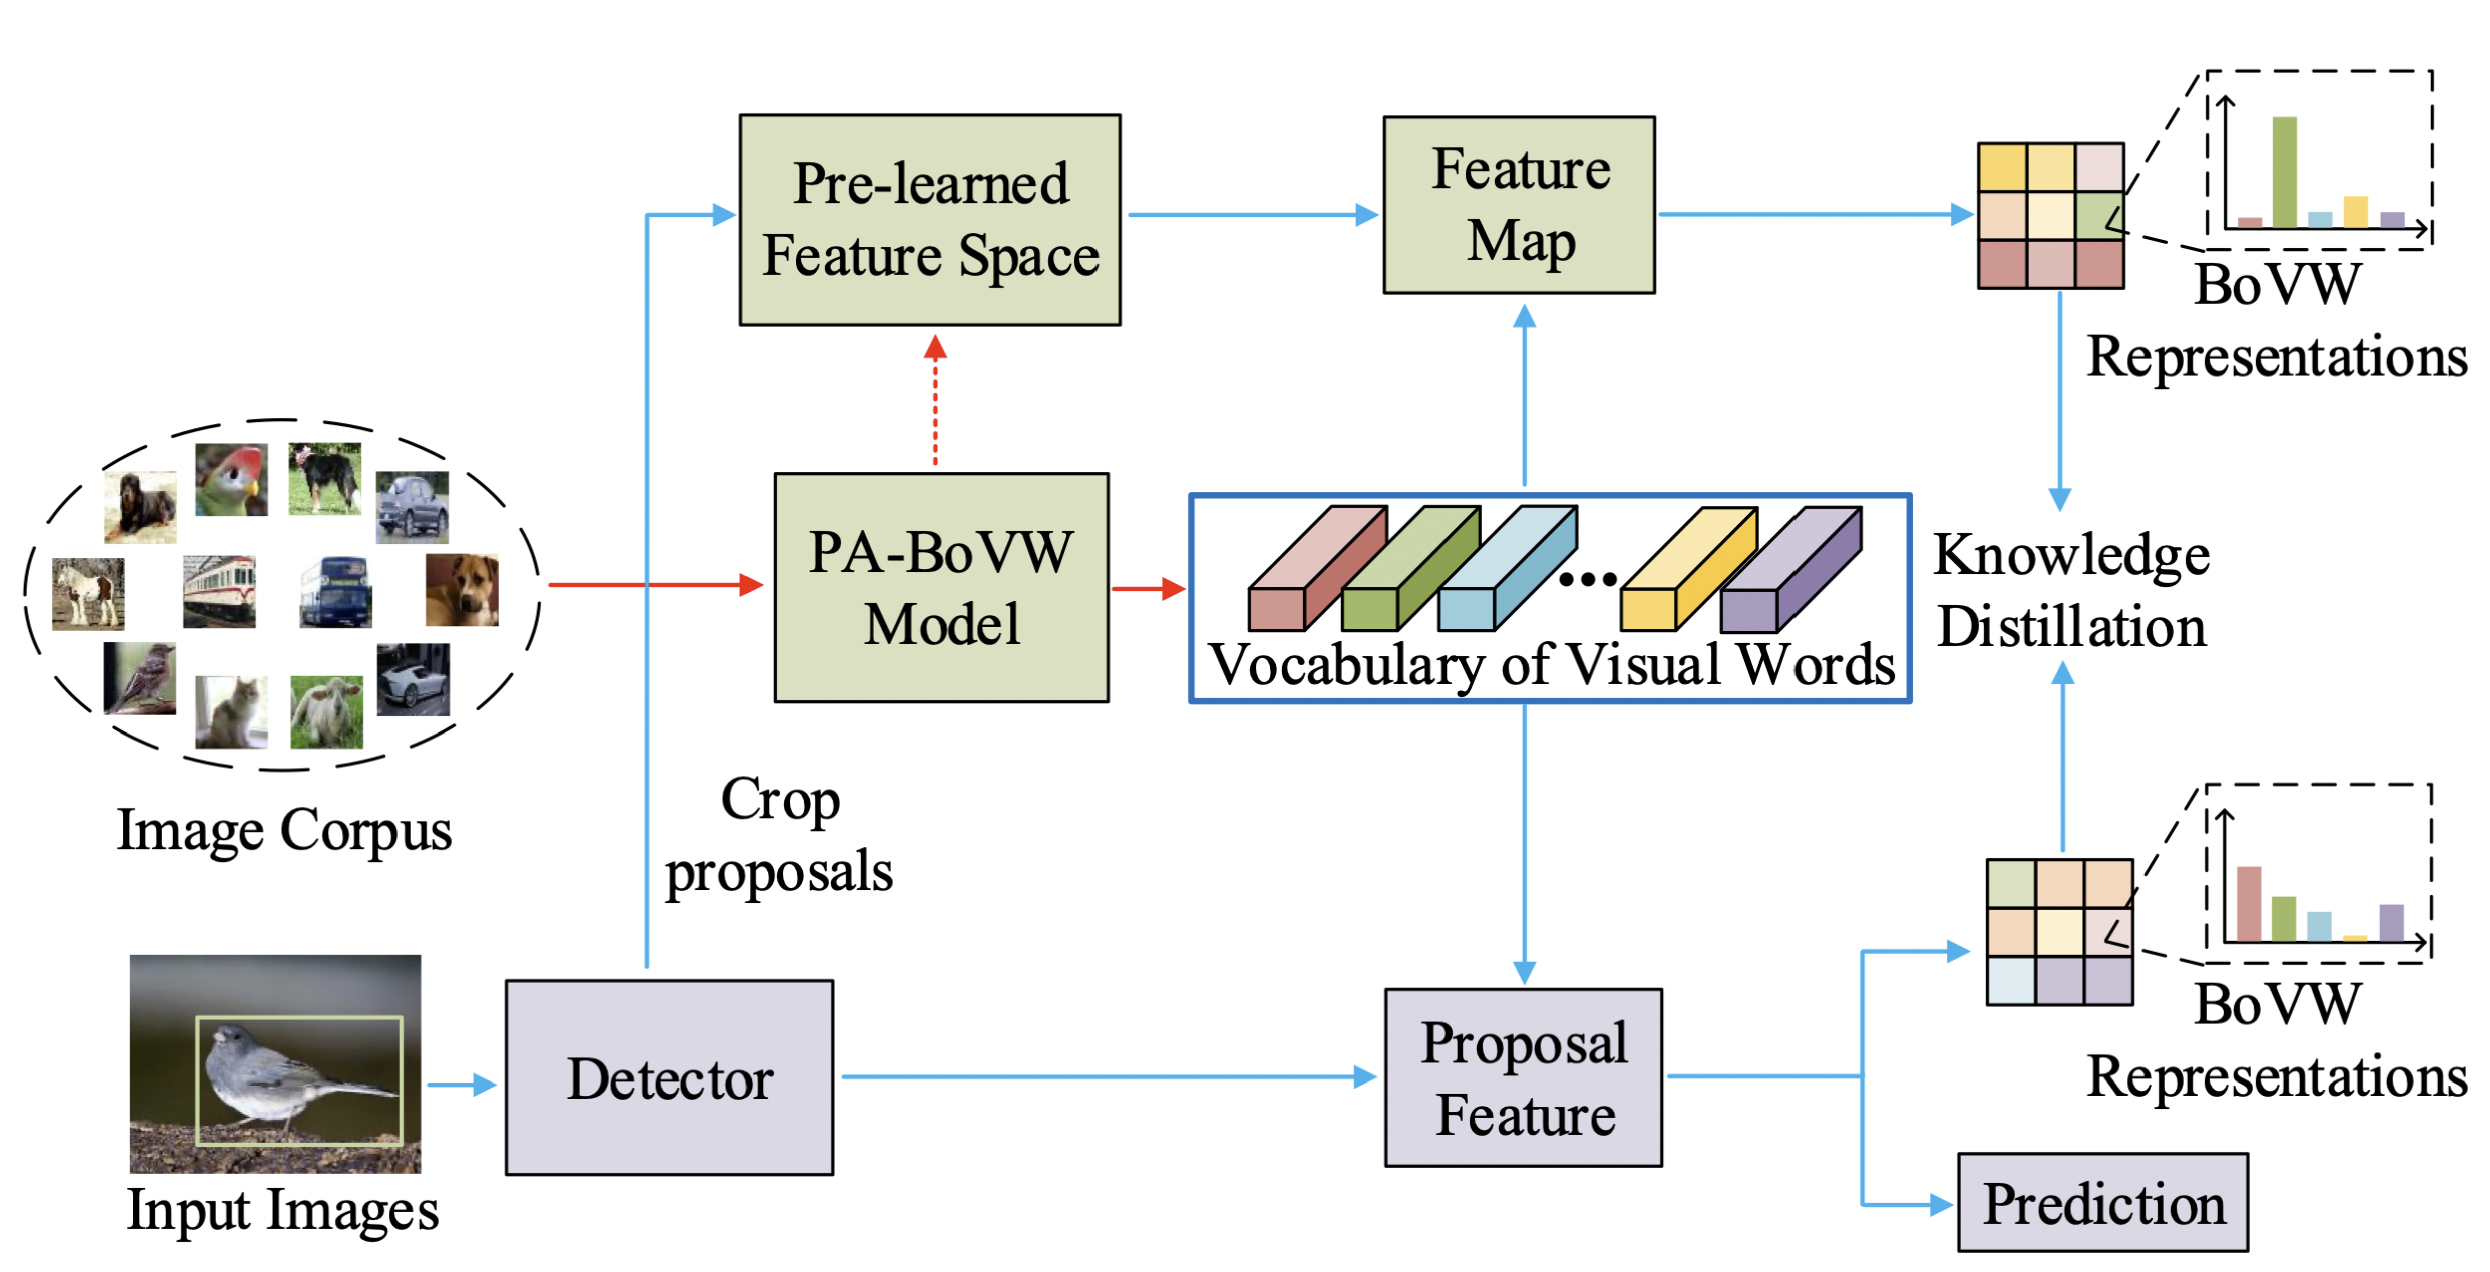 Pre-learned
Feature Space
Feature
Map
BoVW
Representations
PA-BoVW
Model
Vocabulary of Visual Words
Knowledge
Distillation
Image Corpus
Crop
proposals
Input Images
Detector
Proposal
Feature
BoVW
Representations
Prediction